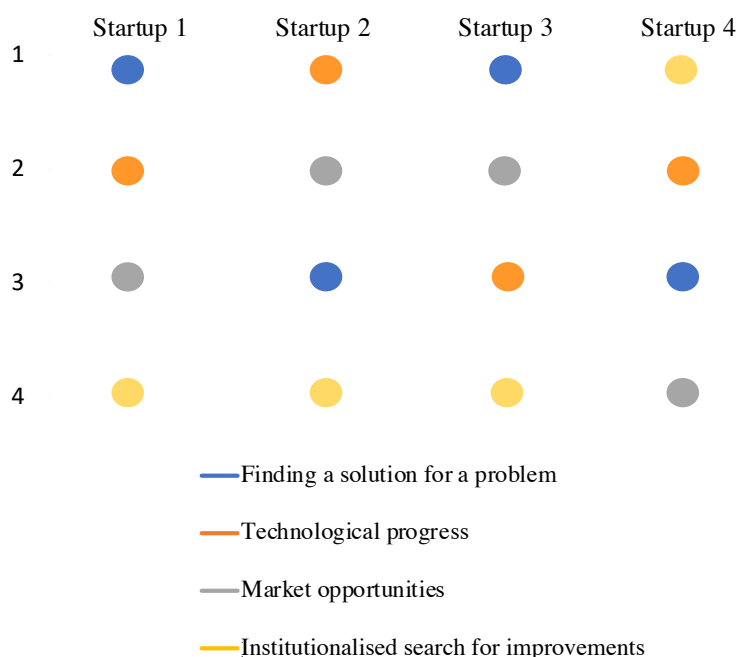 Startup 1 Startup 2 Startup 3 Startup 4
1
2
3
4
Finding a solution for a problem
Technological progress
Market opportunities
Institutionalised search for improvements